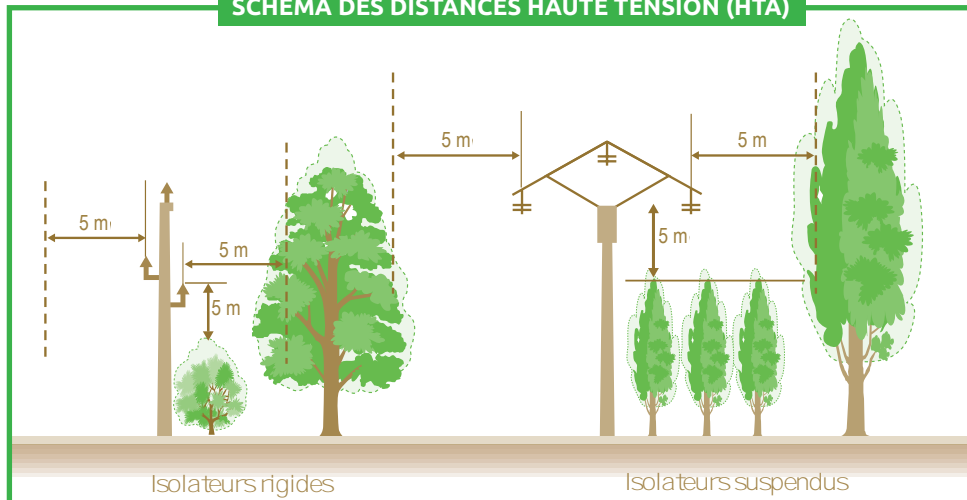 SCHÉMA DES DISTANCES HAUTE TENSION (HTA)
5 m
5 m
5 m
5 m
5 m
5 m
Isolateurs rigides
Isolateurs suspendus